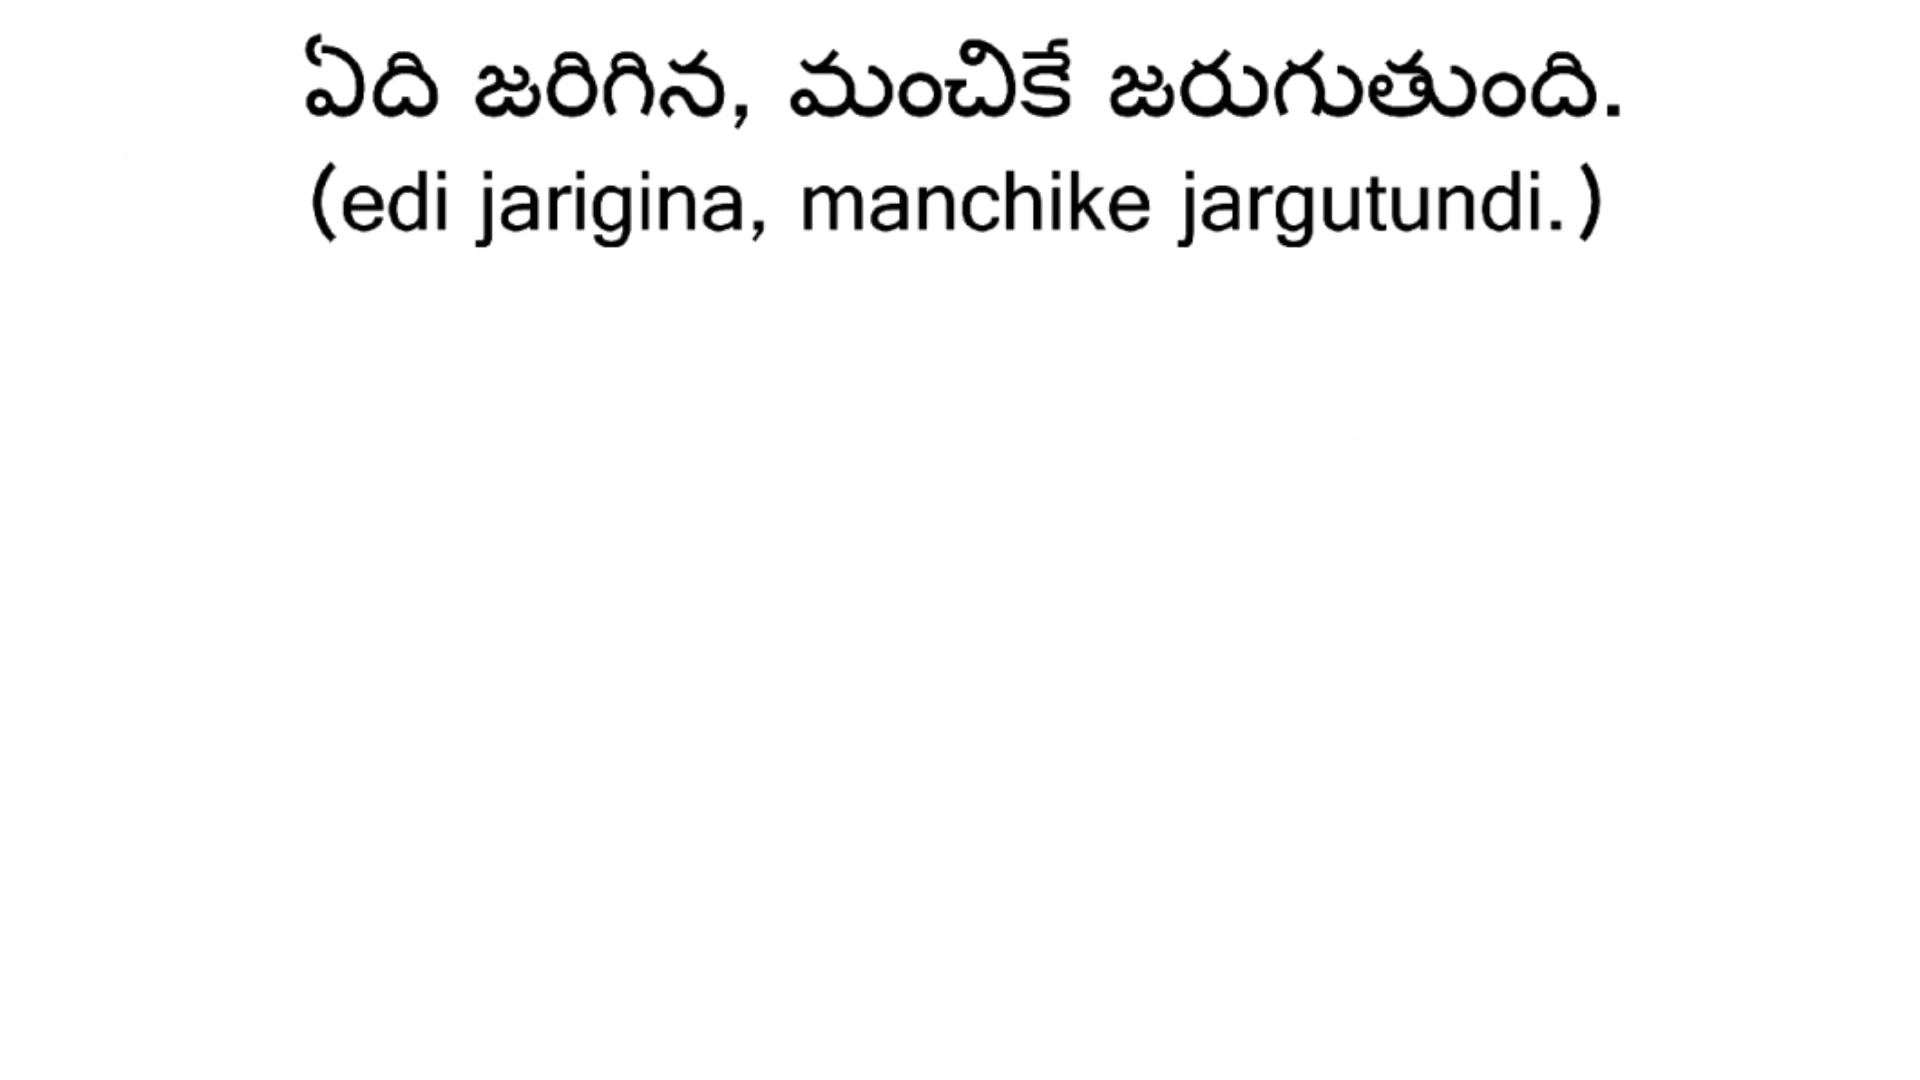 ఏది జరిగిన, మంచికే జరుగుతుంది.
(edi jarigina, manchike jargutundi.)